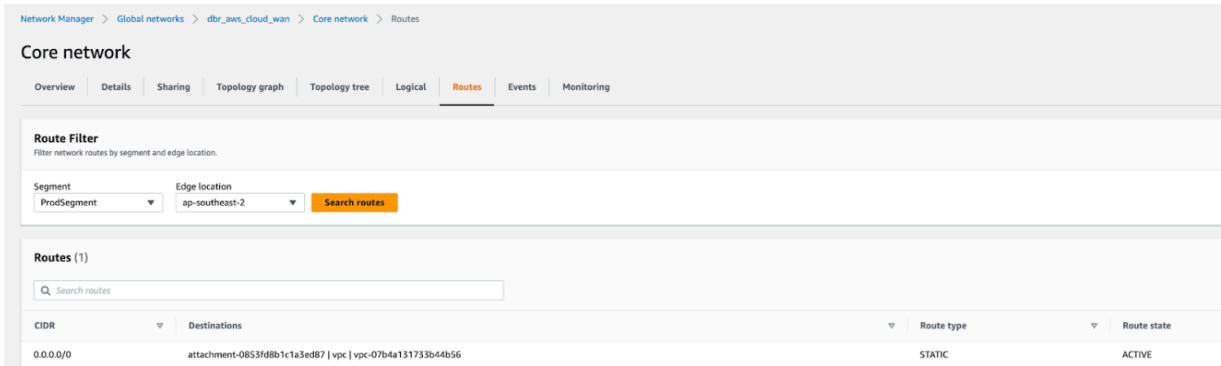 Network Manager > Global networks > dbr_aws_cloud_wan > Core network > Routes
Core network
Overview Details Sharing Topology graph Topology tree Logical Routes Events Monitoring
Route Filter
Filter network routes by segment and edge location.
Segment Edge location
ProdSegment ap-southeast-2 Search routes
Routes (1)
Search routes
CIDR Destinations Route type Route state
0.0.0.0/0 attachment-0853fd8b1c1a3ed87 | vpc | vpc-07b4a131733b44b56 STATIC ACTIVE